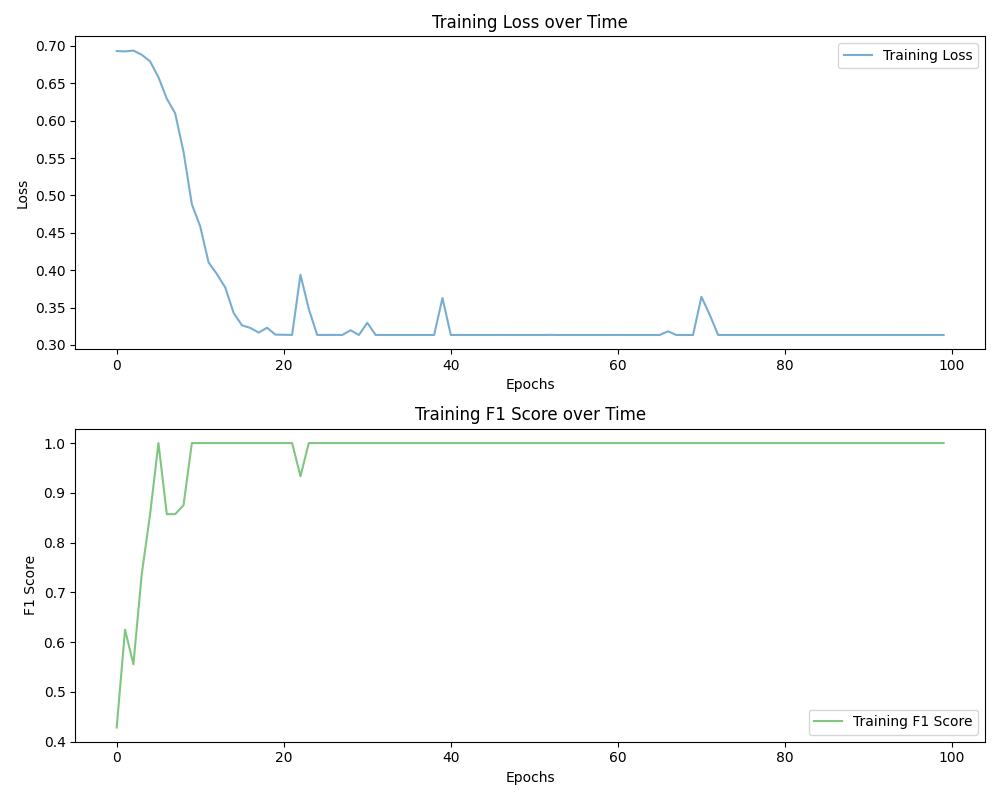 Training Loss over Time
0.70
0.65
0.60
0.55
0.50
0.45
0.40
0.35
0.30
Loss
Training Loss
0 20 40 60 80 100
Epochs
Training F1 Score over Time
1.0
0.9
0.8
0.7
0.6
0.5
0.4
F1 Score
Training F1 Score
0 20 40 60 80 100
Epochs